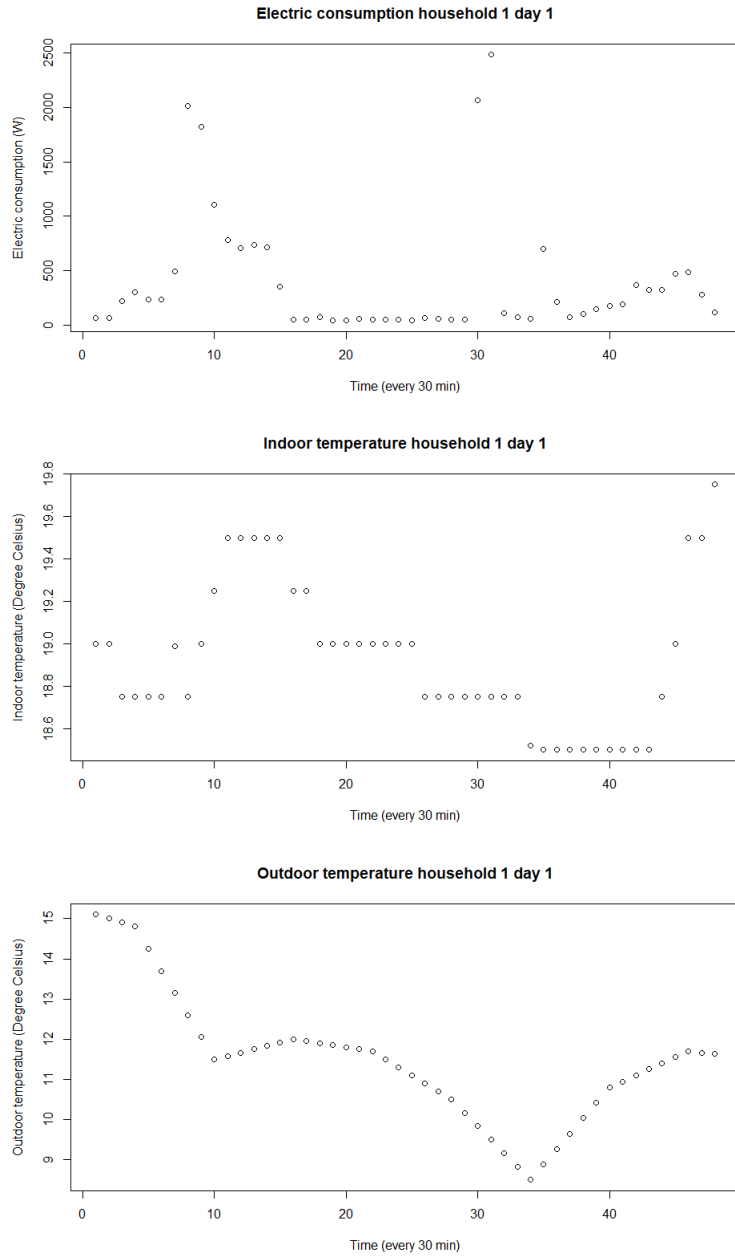 Electric consumption household 1 day 1
Electric consumption (W)
2500
2000
1500
1000
500
0
0 10 20 30 40
Time (every 30 min)
Indoor temperature household 1 day 1
Indoor temperature (Degree Celsius)
19.8
19.6
19.4
19.2
19.0
18.8
18.6
0 10 20 30 40
Time (every 30 min)
Outdoor temperature household 1 day 1
Outdoor temperature (Degree Celsius)
15
14
13
12
11
10
9
0 10 20 30 40
Time (every 30 min)